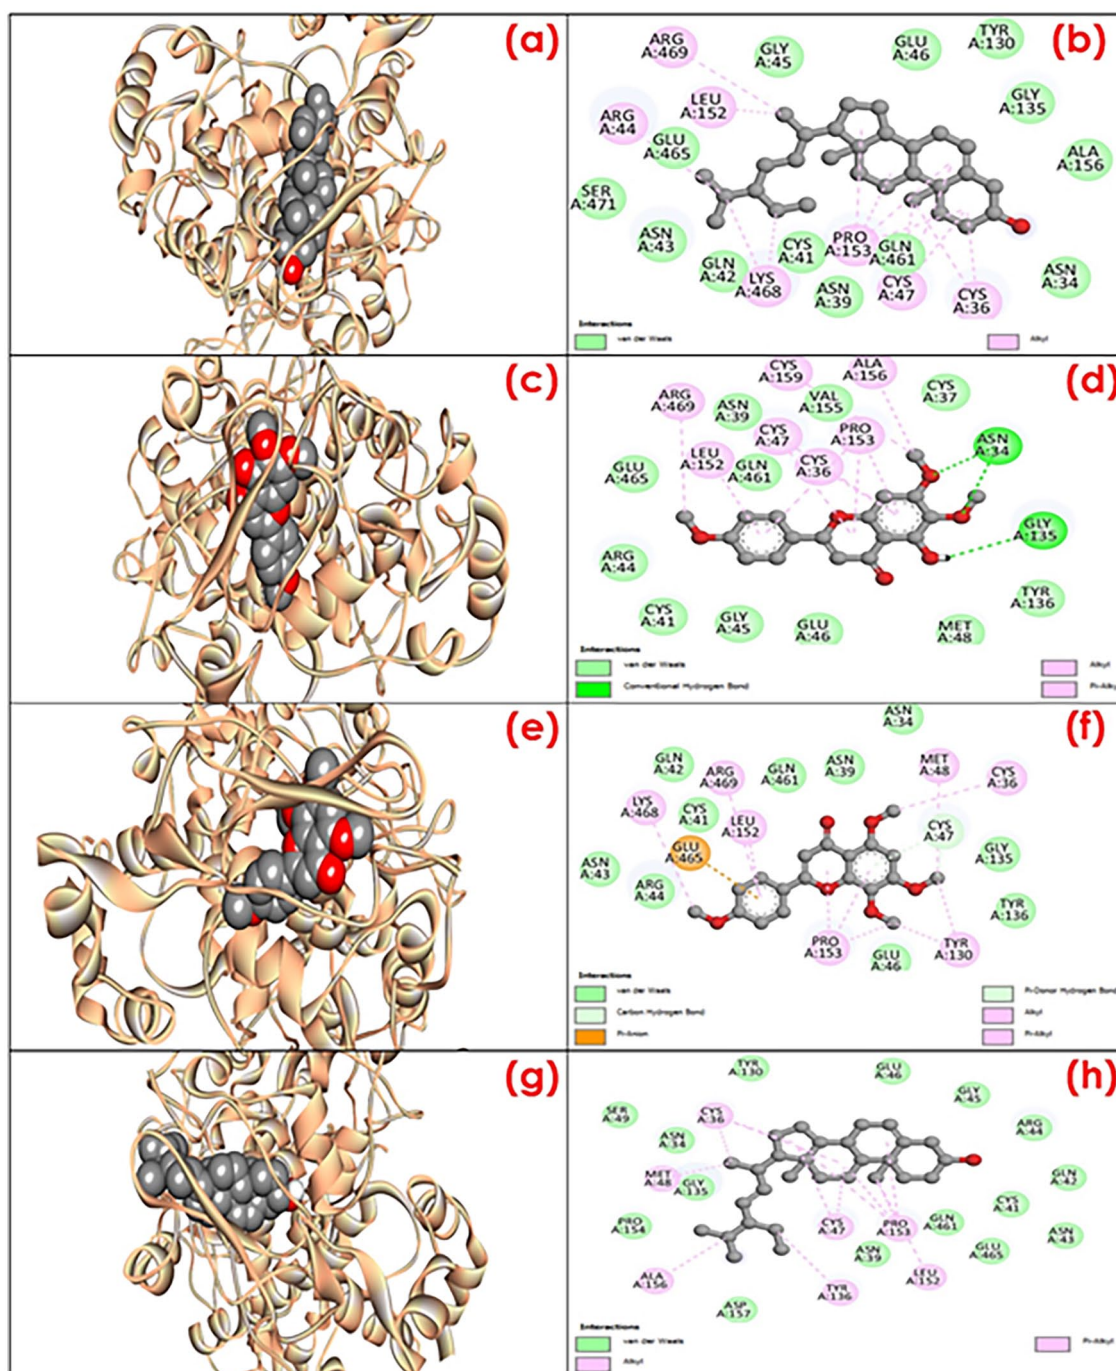 (a)
(b)
ARG
A:469
GLY
A:45
GLU
A:46
TYR
A:130
LEU
A:152
GLY
A:135
ARG
A:44
GLU
A:465
ALA
A:156
SER
A:471
ASN
A:43
GLN
A:42
CYS
A:41
PRO
A:153
GLN
A:461
LYS
A:468
ASN
A:39
CYS
A:47
CYS
A:36
ASN
A:34
Interactions
van der Waals
Alkyl
(c)
(d)
CYS
A:159
ALA
A:156
CYS
A:37
ARG
A:469
ASN
A:39
VAL
A:155
CYS
A:47
PRO
A:153
ASN
A:34
LEU
A:152
GLU
A:465
GLN
A:461
CYS
A:36
GLY
A:135
ARG
A:44
TYR
A:136
CYS
A:41
GLY
A:45
GLU
A:46
MET
A:48
Interactions
van der Waals
Conventional Hydrogen Bond
Alkyl
Pi-Alkyl
(e)
(f)
ASN
A:34
GLN
A:42
ARG
A:469
GLN
A:461
ASN
A:39
MET
A:48
CYS
A:36
LYS
A:468
CYS
A:41
LEU
A:152
CYS
A:47
GLU
A:465
GLY
A:135
ASN
A:43
ARG
A:44
TYR
A:136
PRO
A:153
GLU
A:46
TYR
A:130
Interactions
van der Waals
Carbon Hydrogen Bond
Pi-Anion
Pi-Donor Hydrogen Bond
Alkyl
Pi-Alkyl
(g)
(h)
TYR
A:130
GLU
A:46
GLY
A:45
SER
A:49
CYS
A:36
ARG
A:44
ASN
A:34
MET
A:48
GLY
A:135
GLN
A:42
CYS
A:41
PRO
A:154
CYS
A:47
PRO
A:153
GLN
A:461
ASN
A:43
ASN
A:39
GLU
A:465
ALA
A:156
TYR
A:136
LEU
A:152
ASP
A:157
Interactions
van der Waals
Alkyl
Pi-Alkyl